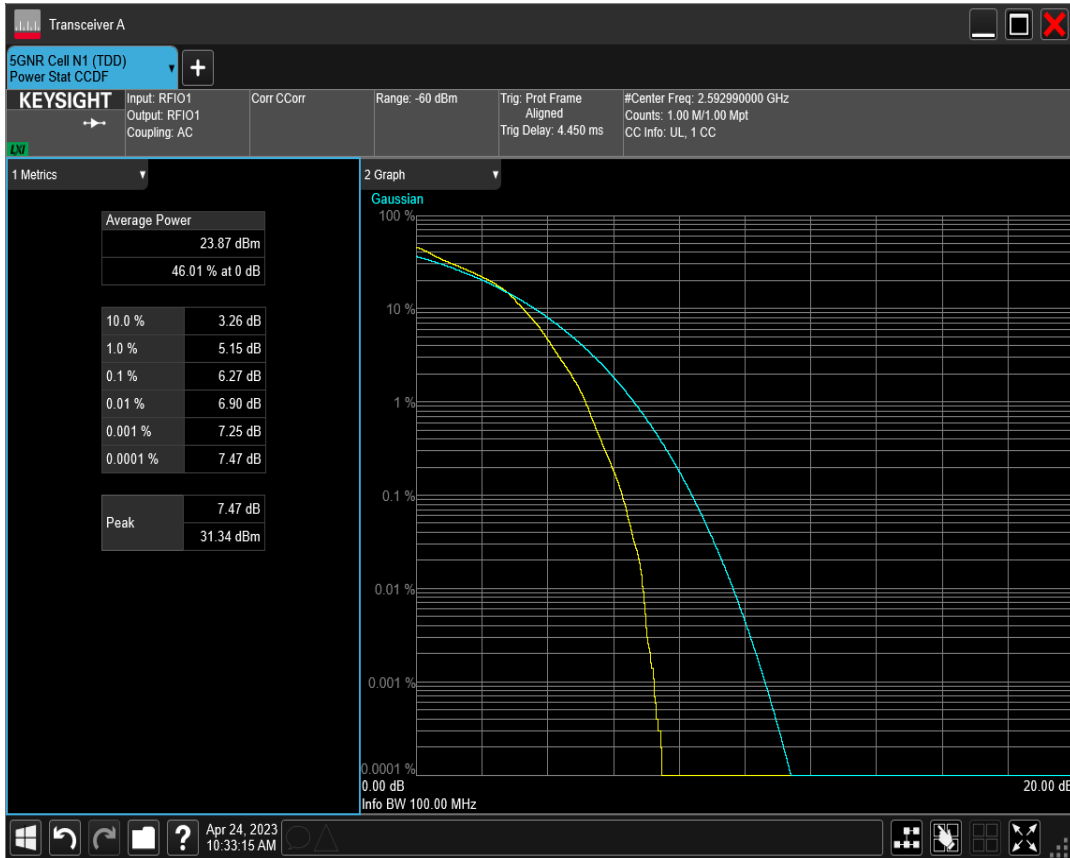 Transceiver A
5GNR Cell N1 (TDD)
Power Stat CCDF
+
KEYSIGHT
LXI
Input: RFIO1
Output: RFIO1
Coupling: AC
Corr CCorr
Range: -60 dBm
Trig: Prot Frame
Aligned
Trig Delay: 4.450 ms
#Center Freq: 2.592990000 GHz
Counts: 1.00 M/1.00 Mpt
CC Info: UL, 1 CC
1 Metrics
Average Power
23.87 dBm
46.01 % at 0 dB
10.0 % 3.26 dB
1.0 % 5.15 dB
0.1 % 6.27 dB
0.01 % 6.90 dB
0.001 % 7.25 dB
0.0001 % 7.47 dB
Peak
7.47 dB
31.34 dBm
2 Graph
Gaussian
100 %
10 %
1 %
0.1 %
0.01 %
0.001 %
0.0001 %
0.00 dB 20.00 dB
Info BW 100.00 MHz
?
Apr 24, 2023
10:33:15 AM